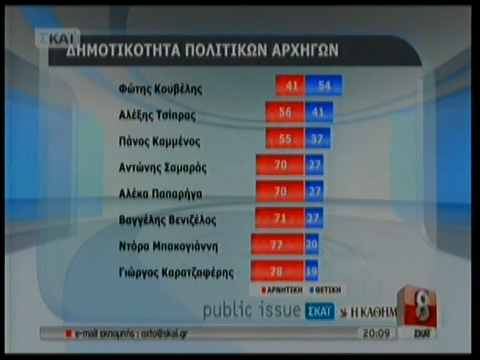 ΣΚΑΪ
ΔΗΜΟΤΙΚΟΤΗΤΑ ΠΟΛΙΤΙΚΩΝ ΑΡΧΗΓΩΝ
Φώτης Κουβέλης 41 54
Αλέξης Τσίπρας 56 41
Πάνος Καμμένος 55 37
Αντώνης Σαμαράς 70 27
Αλέκα Παπαρήγα 70 27
Βαγγέλης Βενιζέλος 71 27
Ντόρα Μπακογιάννη 77 20
Γιώργος Καρατζαφέρης 78 19
ΑΡΝΗΤΙΚΗ ΘΕΤΙΚΗ
public issue ΣΚΑΪ Η ΚΑΘΗΜ
8
e-mail εκπομπής: oxto@skai.gr 20:09 ΣΚΑΪ